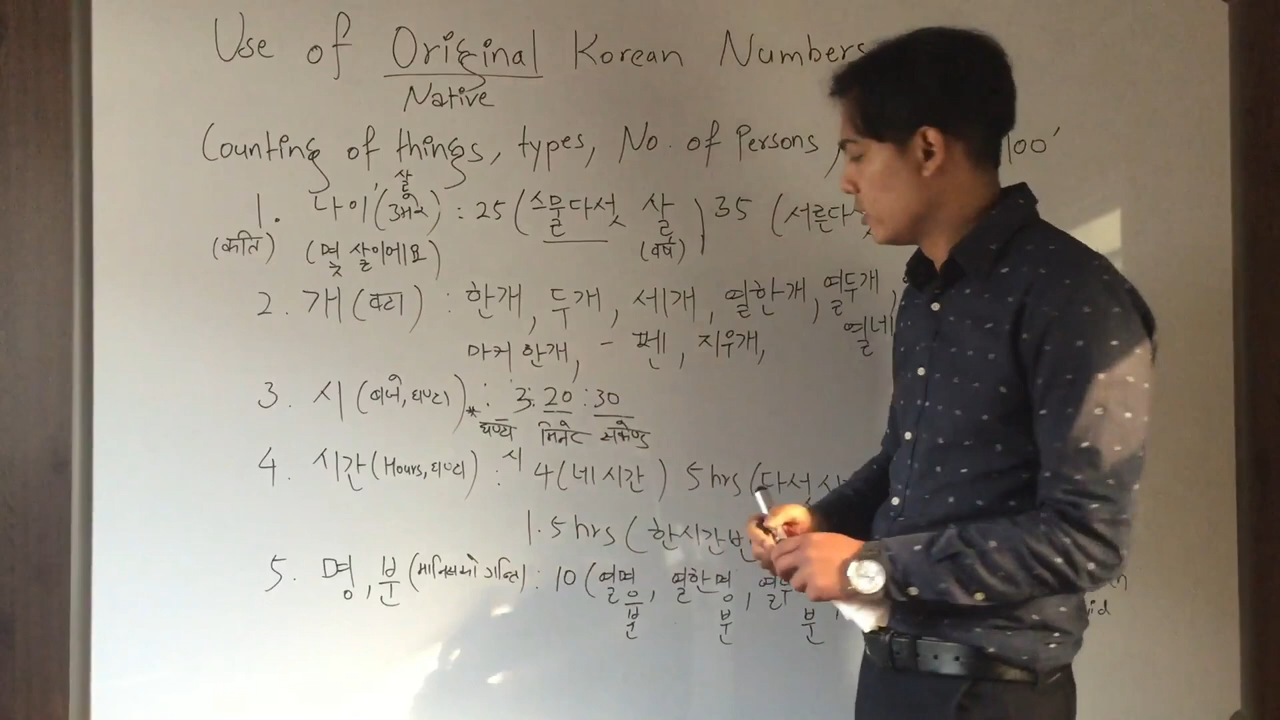 Use of Original Korean Numbers
Native
Counting of things, types, No. of Persons, 100'
살
1. 나이 (उमेर) : 25 (스물다섯 살) 35 (서른다섯
(कति) (몇 살이에요) (वर्ष)
2. 개 (वटा) : 한개, 두개, 세개, 열한개, 열두개,
마커 한개, - 펜, 지우개, 열네
3. 시 (बजे, घण्टा) : 3:20:30
* घण्टा मिनेट सेकेण्ड
4. 시간 (Hours, घण्टा) : 시 4 (네 시간) 5 hrs (다섯 시
1.5 hrs (한시간반
5. 명, 분 : 10 (열명, 열한명,
분 분 분